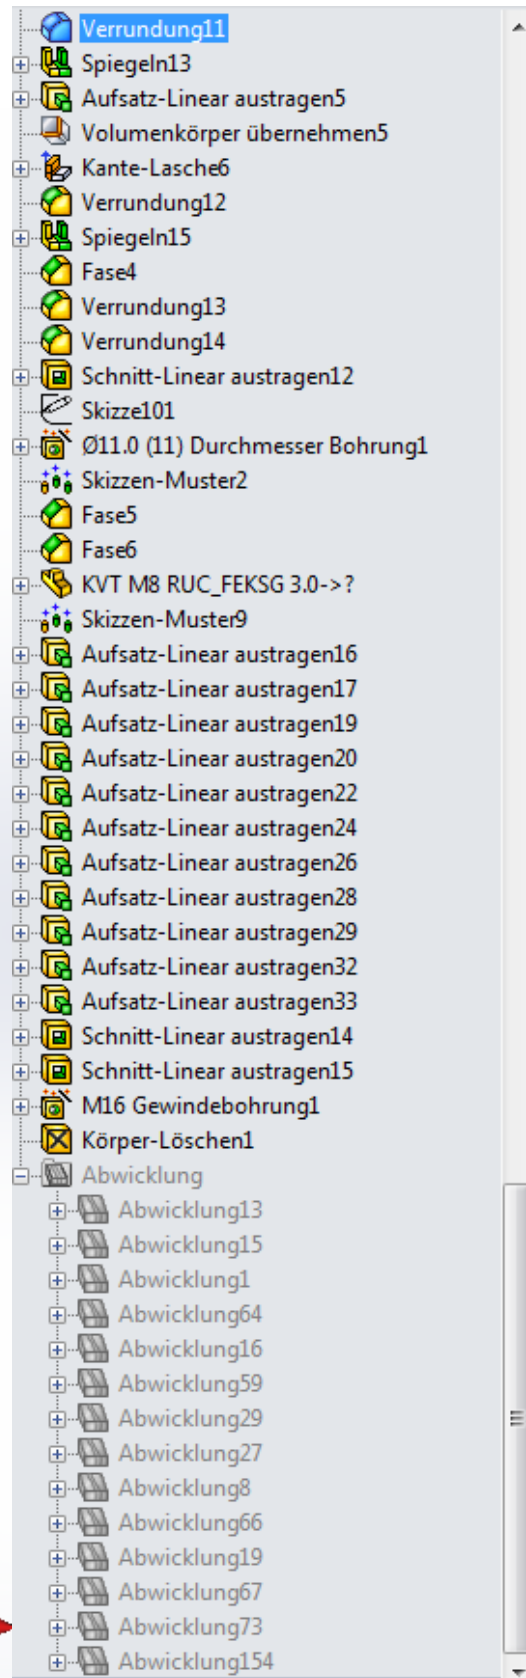 Verrundung11
Spiegeln13
Aufsatz-Linear austragen5
Volumenkörper übernehmen5
Kante-Lasche6
Verrundung12
Spiegeln15
Fase4
Verrundung13
Verrundung14
Schnitt-Linear austragen12
Skizze101
Ø11.0 (11) Durchmesser Bohrung1
Skizzen-Muster2
Fase5
Fase6
KVT M8 RUC_FEKSG 3.0->?
Skizzen-Muster9
Aufsatz-Linear austragen16
Aufsatz-Linear austragen17
Aufsatz-Linear austragen19
Aufsatz-Linear austragen20
Aufsatz-Linear austragen22
Aufsatz-Linear austragen24
Aufsatz-Linear austragen26
Aufsatz-Linear austragen28
Aufsatz-Linear austragen29
Aufsatz-Linear austragen32
Aufsatz-Linear austragen33
Schnitt-Linear austragen14
Schnitt-Linear austragen15
M16 Gewindebohrung1
Körper-Löschen1
Abwicklung
Abwicklung13
Abwicklung15
Abwicklung1
Abwicklung64
Abwicklung16
Abwicklung59
Abwicklung29
Abwicklung27
Abwicklung8
Abwicklung66
Abwicklung19
Abwicklung67
Abwicklung73
Abwicklung154